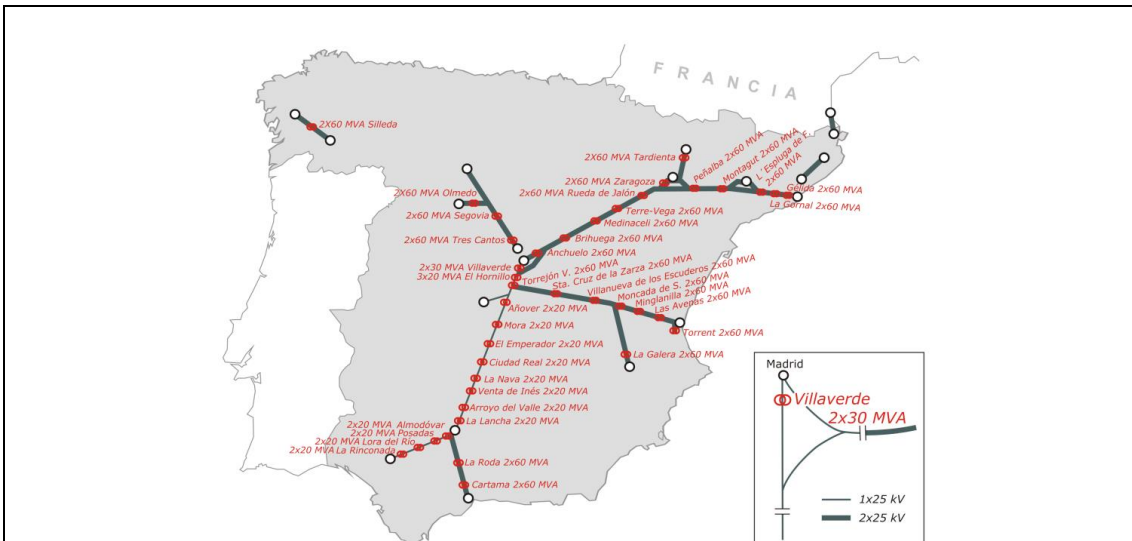 FRANCIA
2X60 MVA Silleda
2X60 MVA Tardienta
Peñalba 2x60 MVA
Montagut 2x60 MVA
L´Espluga de F.
2x60 MVA
2X60 MVA Zaragoza
2x60 MVA Rueda de Jalón
Gélida 2x60 MVA
La Gornal 2x60 MVA
2X60 MVA Olmedo
2x60 MVA Segovia
Terre-Vega 2x60 MVA
Medinaceli 2x60 MVA
2x60 MVA Tres Cantos
Brihuega 2x60 MVA
Anchuelo 2x60 MVA
2x30 MVA Villaverde
3x20 MVA El Hornillo
Torrejón V. 2x60 MVA
Sta. Cruz de la Zarza 2x60 MVA
Villanueva de los Escuderos 2x60 MVA
Moncada de S. 2x60 MVA
Minglanilla 2x60 MVA
Las Avenas 2x60 MVA
Añover 2x20 MVA
Mora 2x20 MVA
Torrent 2x60 MVA
El Emperador 2x20 MVA
La Galera 2x60 MVA
Ciudad Real 2x20 MVA
La Nava 2x20 MVA
Venta de Inés 2x20 MVA
Arroyo del Valle 2x20 MVA
La Lancha 2x20 MVA
2x20 MVA Almodóvar
2x20 MVA Posadas
2x20 MVA Lora del Río
2x20 MVA La Rinconada
La Roda 2x60 MVA
Cartama 2x60 MVA
Madrid
Villaverde
2x30 MVA
1x25 kV
2x25 kV